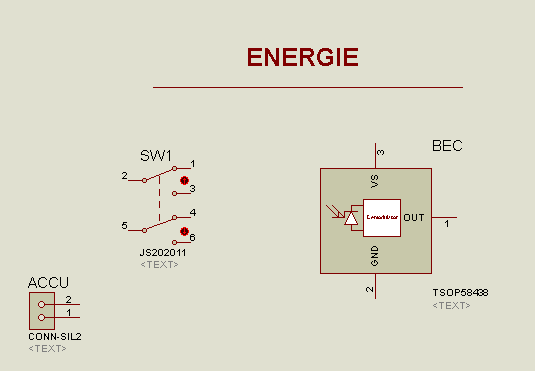 ENERGIE
SW1
1
2
3
4
5
6
JS202011
<TEXT>
BEC
3
VS
Demodulator
OUT
1
GND
2
TSOP58438
<TEXT>
ACCU
2
1
CONN-SIL2
<TEXT>